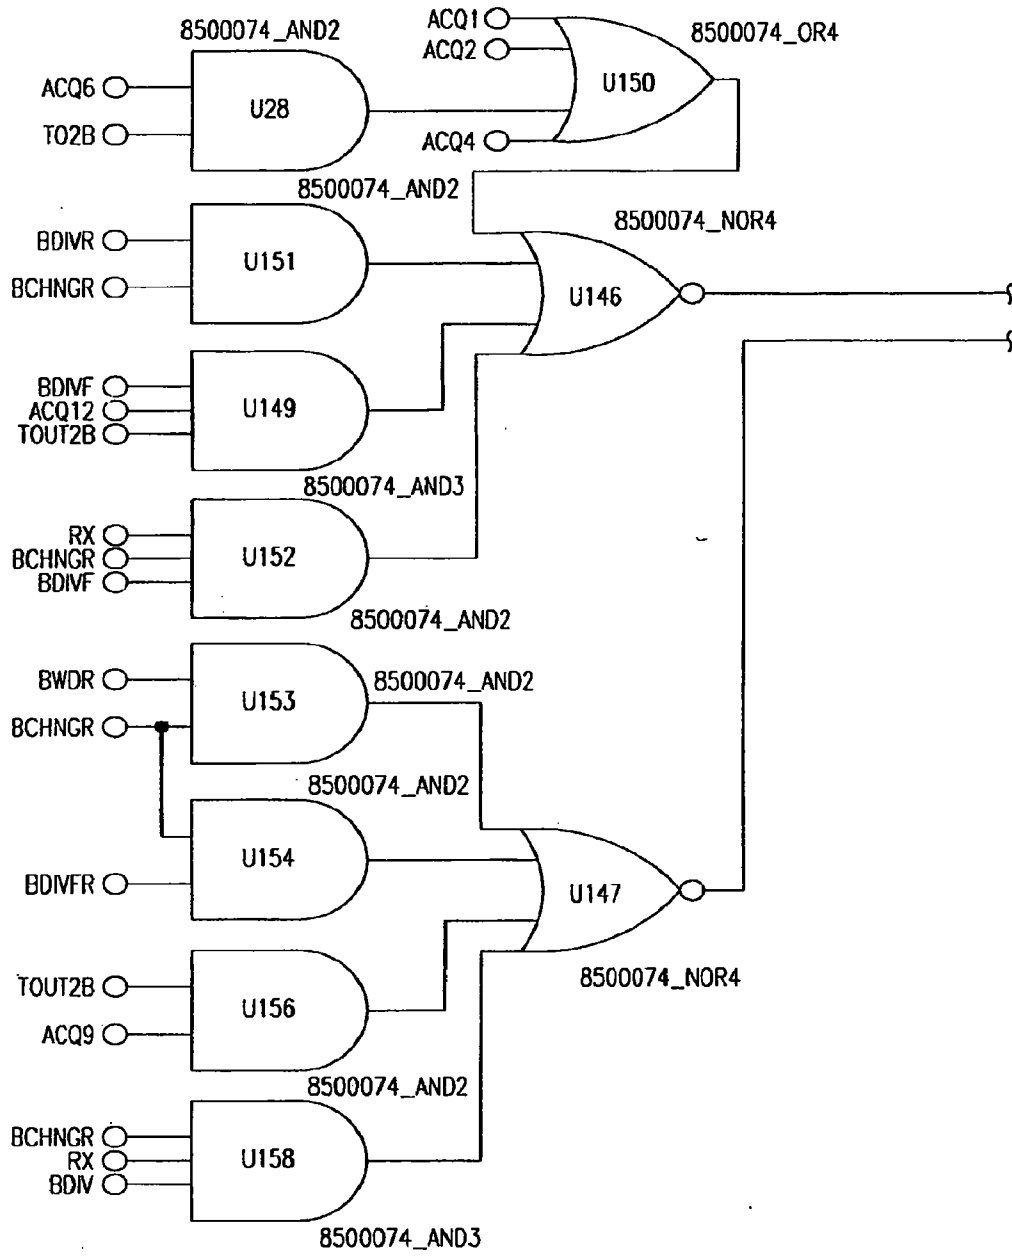 ACQ1
8500074_AND2
8500074_OR4
ACQ2
ACQ6
U28
U150
TO2B
ACQ4
8500074_AND2
8500074_NOR4
BDIVR
U151
BCHNGR
U146
BDIVF
ACQ12
U149
TOUT2B
8500074_AND3
RX
BCHNGR
U152
BDIVF
8500074_AND2
BWDR
8500074_AND2
U153
BCHNGR
8500074_AND2
U154
BDIVFR
U147
8500074_NOR4
TOUT2B
U156
ACQ9
8500074_AND2
BCHNGR
RX
U158
BDIV
8500074_AND3